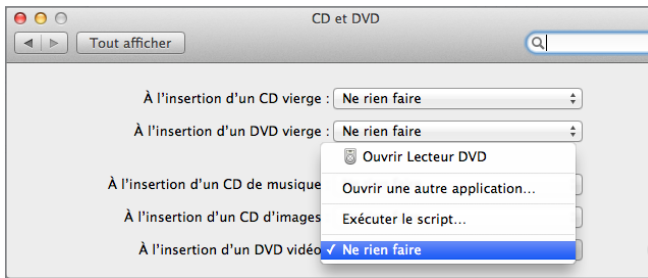 CD et DVD
Tout afficher
À l'insertion d'un CD vierge : Ne rien faire
À l'insertion d'un DVD vierge : Ne rien faire
Ouvrir Lecteur DVD
À l'insertion d'un CD de musique
Ouvrir une autre application...
À l'insertion d'un CD d'images
Exécuter le script...
À l'insertion d'un DVD vidéo ✓ Ne rien faire